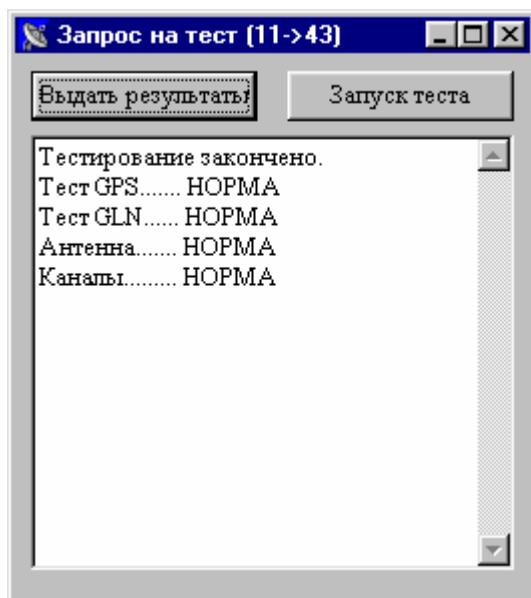 Запрос на тест (11->43)
Выдать результаты
Запуск теста
Тестирование закончено.
Тест GPS....... НОРМА
Тест GLN...... НОРМА
Антенна....... НОРМА
Каналы......... НОРМА